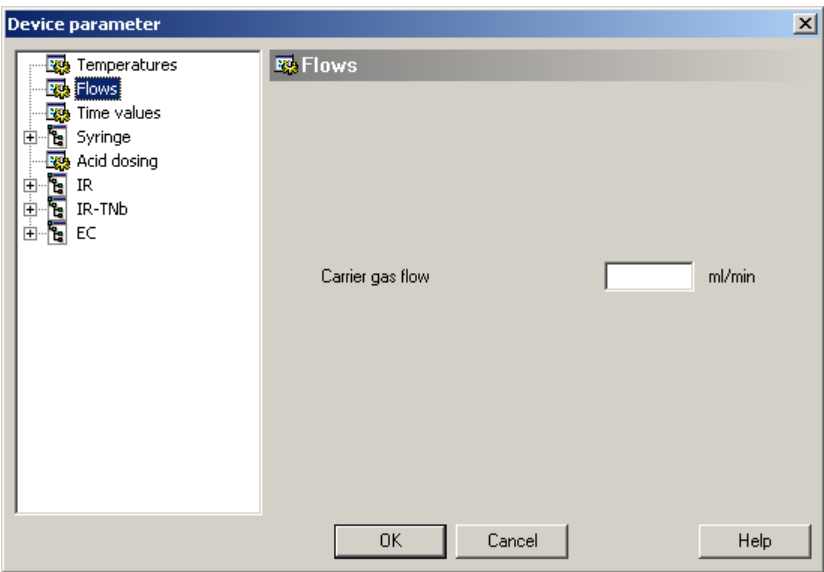 Device parameter
Temperatures
Flows
Time values
Syringe
Acid dosing
IR
IR-TNb
EC
Flows
Carrier gas flow ml/min
OK Cancel Help